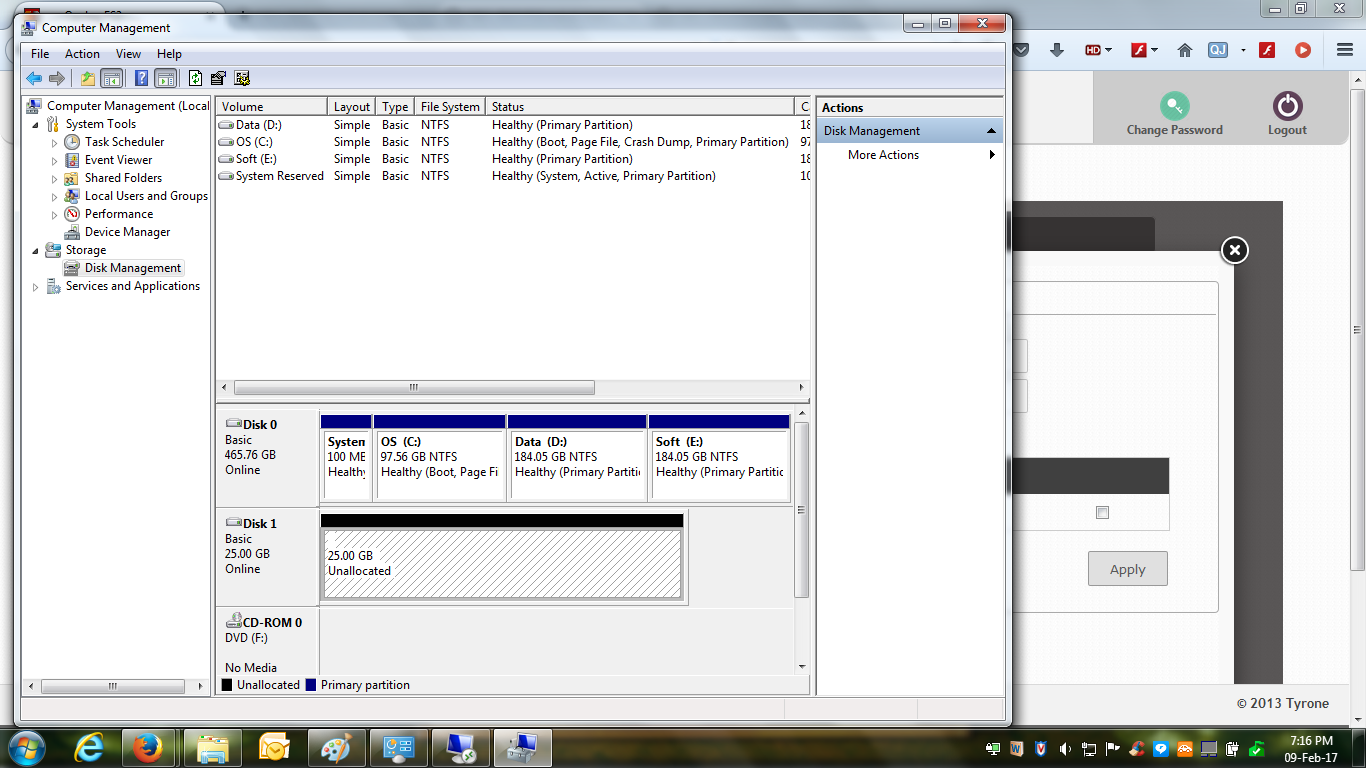 Computer Management
File Action View Help
HD
QJ
Computer Management (Local
System Tools
Task Scheduler
Event Viewer
Shared Folders
Local Users and Groups
Performance
Device Manager
Storage
Disk Management
Services and Applications
Volume Layout Type File System Status C
Data (D:) Simple Basic NTFS Healthy (Primary Partition) 18
OS (C:) Simple Basic NTFS Healthy (Boot, Page File, Crash Dump, Primary Partition) 97
Soft (E:) Simple Basic NTFS Healthy (Primary Partition) 18
System Reserved Simple Basic NTFS Healthy (System, Active, Primary Partition) 10
Disk 0
Basic
465.76 GB
Online
System
100 MB
Healthy
OS (C:)
97.56 GB NTFS
Healthy (Boot, Page Fi
Data (D:)
184.05 GB NTFS
Healthy (Primary Partitic
Soft (E:)
184.05 GB NTFS
Healthy (Primary Partitic
Disk 1
Basic
25.00 GB
Online
25.00 GB
Unallocated
CD-ROM 0
DVD (F:)
No Media
Unallocated Primary partition
Actions
Disk Management
More Actions
Change Password
Logout
Apply
© 2013 Tyrone
7:16 PM
09-Feb-17